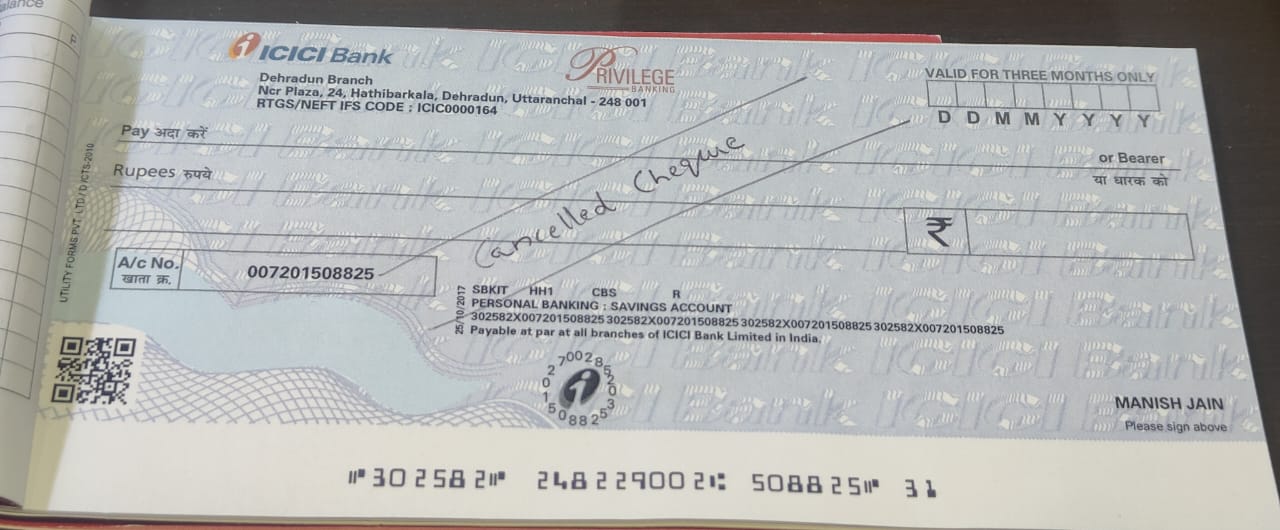 alance
ICICI Bank
PRIVILEGE
BANKING
Dehradun Branch
Ncr Plaza, 24, Hathibarkala, Dehradun, Uttaranchal - 248 001
RTGS/NEFT IFS CODE : ICIC0000164
VALID FOR THREE MONTHS ONLY
D D M M Y Y Y Y
Pay अदा करें
or Bearer
Rupees रुपये
या धारक को
Cancelled Cheque
₹
A/c No.
खाता क्र.
007201508825
UTILITY FORMS PVT. LTD / D /CTS-2010
25/10/2017
SBKIT HH1 CBS R
PERSONAL BANKING : SAVINGS ACCOUNT
302582X007201508825 302582X007201508825 302582X007201508825 302582X007201508825
Payable at par at all branches of ICICI Bank Limited in India.
MANISH JAIN
Please sign above
⑈302582⑈ 248229002⑆ 508825⑈ 31